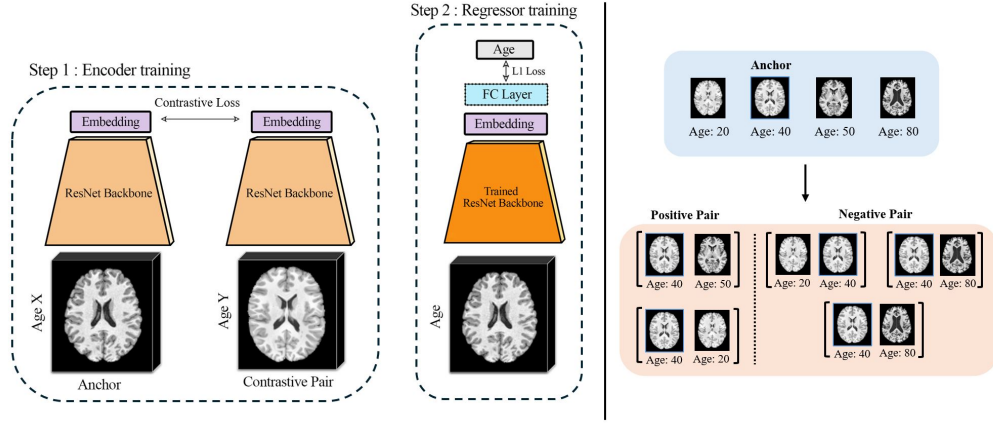 Step 1 : Encoder training
Contrastive Loss
Embedding
Embedding
ResNet Backbone
ResNet Backbone
Age X
Age Y
Anchor
Contrastive Pair
Step 2 : Regressor training
Age
L1 Loss
FC Layer
Embedding
Trained
ResNet Backbone
Age
Anchor
Age: 20
Age: 40
Age: 50
Age: 80
Positive Pair
Negative Pair
Age: 40
Age: 50
Age: 20
Age: 40
Age: 40
Age: 80
Age: 40
Age: 20
Age: 40
Age: 80